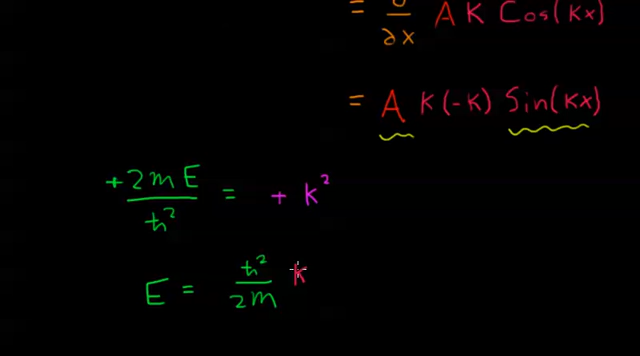 = ∂/∂x A K Cos(Kx)
= A K(-K) Sin(Kx)
+2mE/ħ² = + K²
E = ħ²/2m K